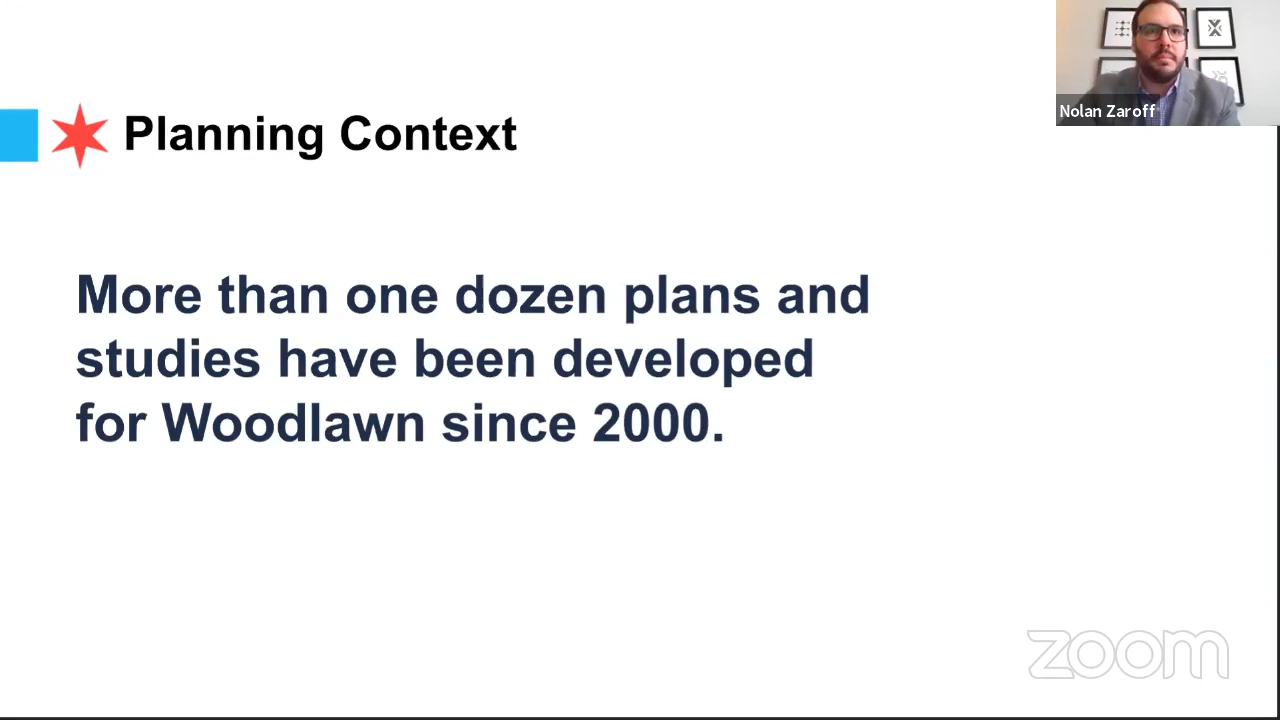 Nolan Zaroff
Planning Context
More than one dozen plans and
studies have been developed
for Woodlawn since 2000.
zoom